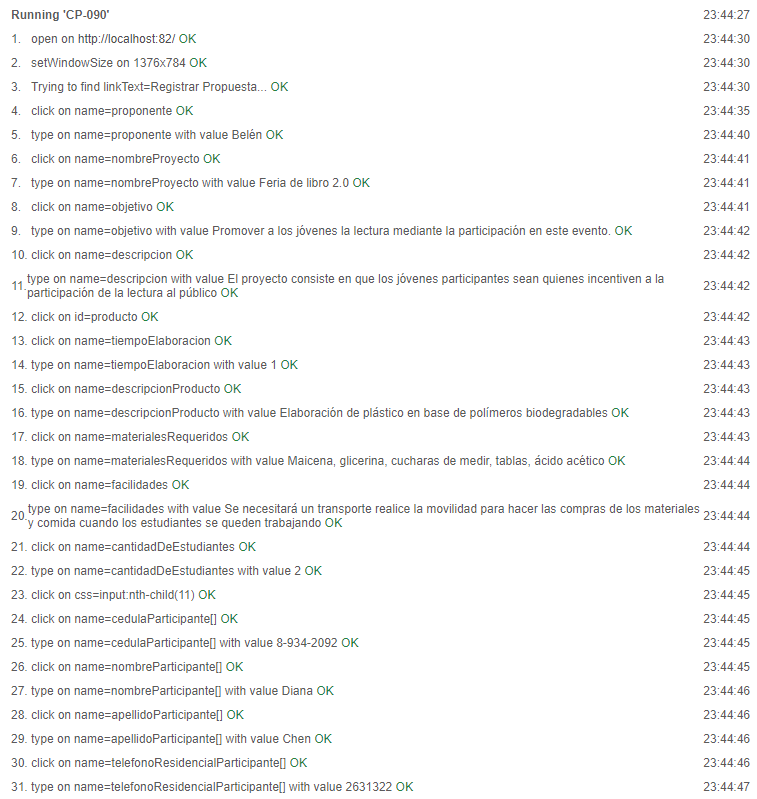 Running 'CP-090' 23:44:27
1. open on http://localhost:82/ OK 23:44:30
2. setWindowSize on 1376x784 OK 23:44:30
3. Trying to find linkText=Registrar Propuesta... OK 23:44:30
4. click on name=proponente OK 23:44:35
5. type on name=proponente with value Belén OK 23:44:40
6. click on name=nombreProyecto OK 23:44:41
7. type on name=nombreProyecto with value Feria de libro 2.0 OK 23:44:41
8. click on name=objetivo OK 23:44:41
9. type on name=objetivo with value Promover a los jóvenes la lectura mediante la participación en este evento. OK 23:44:42
10. click on name=descripcion OK 23:44:42
11. type on name=descripcion with value El proyecto consiste en que los jóvenes participantes sean quienes incentiven a la
participación de la lectura al público OK 23:44:42
12. click on id=producto OK 23:44:42
13. click on name=tiempoElaboracion OK 23:44:43
14. type on name=tiempoElaboracion with value 1 OK 23:44:43
15. click on name=descripcionProducto OK 23:44:43
16. type on name=descripcionProducto with value Elaboración de plástico en base de polímeros biodegradables OK 23:44:43
17. click on name=materialesRequeridos OK 23:44:43
18. type on name=materialesRequeridos with value Maicena, glicerina, cucharas de medir, tablas, ácido acético OK 23:44:44
19. click on name=facilidades OK 23:44:44
20. type on name=facilidades with value Se necesitará un transporte realice la movilidad para hacer las compras de los materiales
y comida cuando los estudiantes se queden trabajando OK 23:44:44
21. click on name=cantidadDeEstudiantes OK 23:44:44
22. type on name=cantidadDeEstudiantes with value 2 OK 23:44:45
23. click on css=input:nth-child(11) OK 23:44:45
24. click on name=cedulaParticipante[] OK 23:44:45
25. type on name=cedulaParticipante[] with value 8-934-2092 OK 23:44:45
26. click on name=nombreParticipante[] OK 23:44:45
27. type on name=nombreParticipante[] with value Diana OK 23:44:46
28. click on name=apellidoParticipante[] OK 23:44:46
29. type on name=apellidoParticipante[] with value Chen OK 23:44:46
30. click on name=telefonoResidencialParticipante[] OK 23:44:46
31. type on name=telefonoResidencialParticipante[] with value 2631322 OK 23:44:47